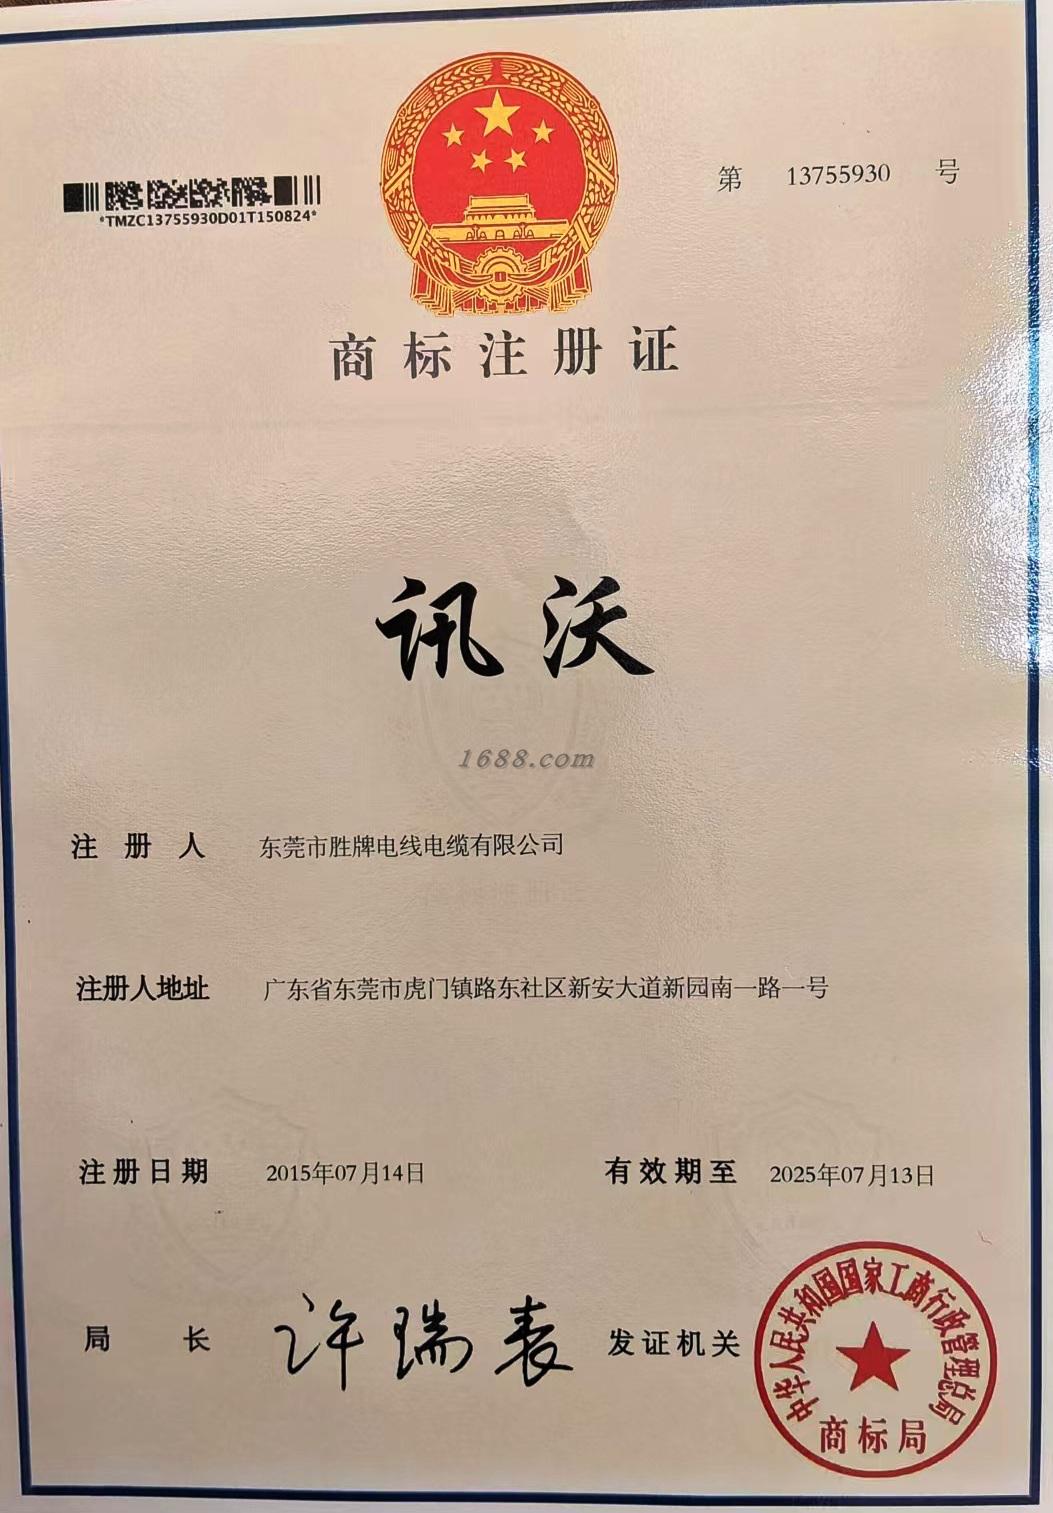 第 13755930 号
*TMZC13755930D01T150824*
商标注册证
讯沃
1688.com
注册人 东莞市胜牌电线电缆有限公司
注册人地址 广东省东莞市虎门镇路东社区新安大道新园南一路一号
注册日期 2015年07月14日 有效期至 2025年07月13日
局长 许瑞表 发证机关
中华人民共和国国家工商行政管理总局
商标局